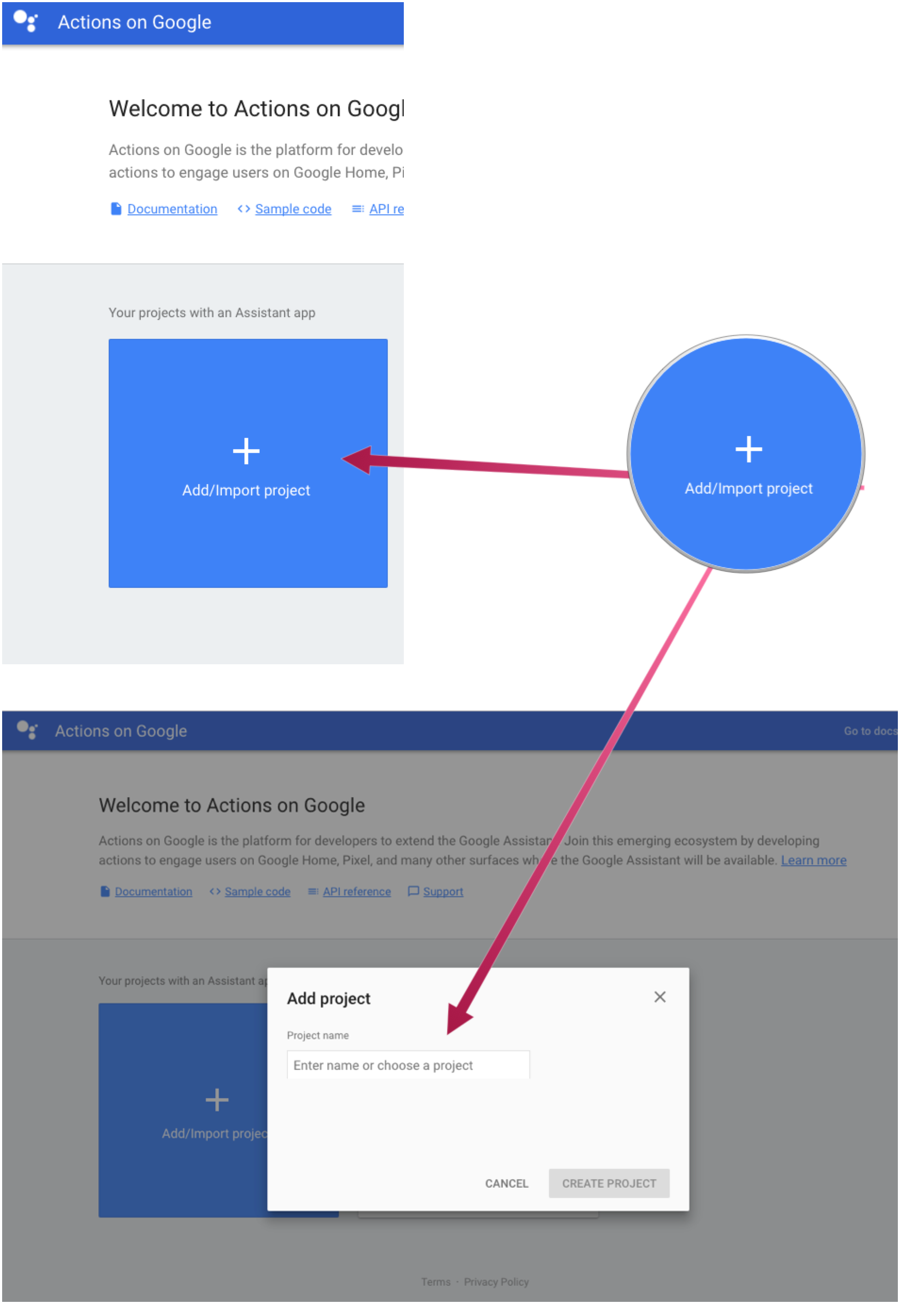 Actions on Google
Welcome to Actions on Googl
Actions on Google is the platform for develo
actions to engage users on Google Home, Pi
Documentation <> Sample code API re
Your projects with an Assistant app
+
Add/Import project
+
Add/Import project
Actions on Google Go to docs
Welcome to Actions on Google
Actions on Google is the platform for developers to extend the Google Assistan Join this emerging ecosystem by developing
actions to engage users on Google Home, Pixel, and many other surfaces wh e the Google Assistant will be available. Learn more
Documentation <> Sample code API reference Support
Your projects with an Assistant ap
+
Add/Import projec
Add project
Project name
Enter name or choose a project
CANCEL CREATE PROJECT
Terms · Privacy Policy